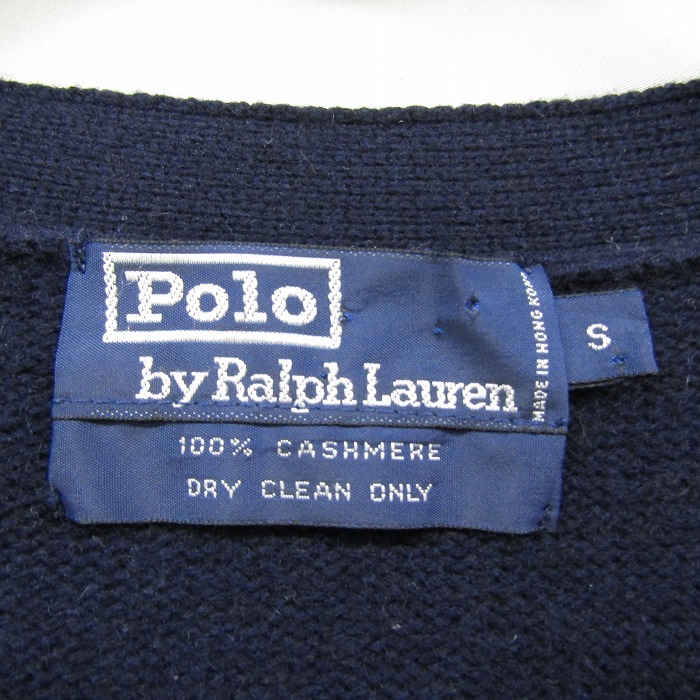 Polo
by Ralph Lauren
MADE IN HONG KONG
S
100% CASHMERE
DRY CLEAN ONLY